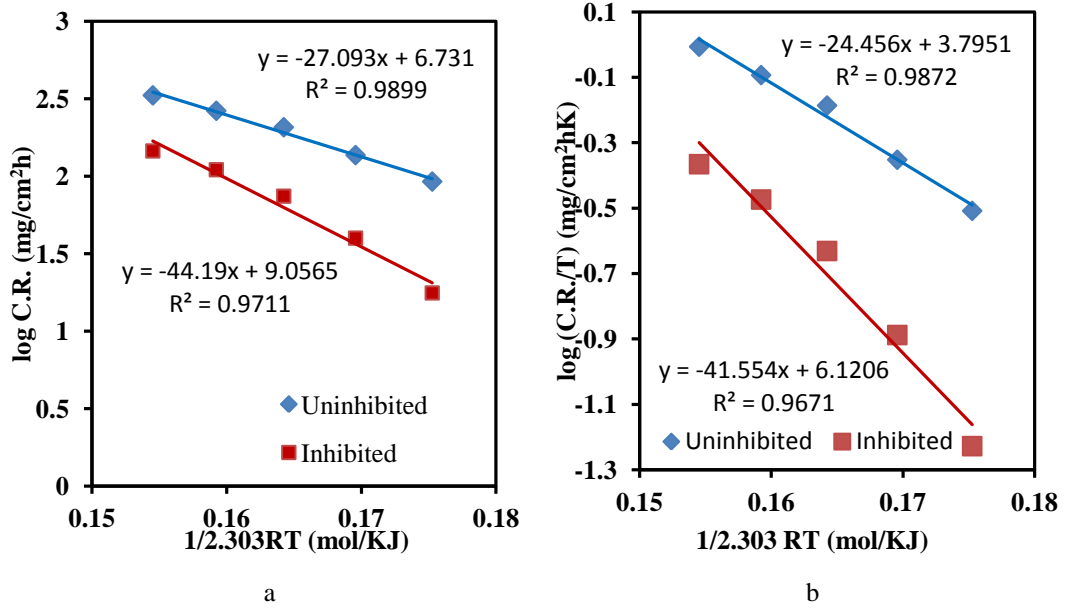 3
2.5
2
1.5
1
0.5
0
log C.R. (mg/cm²h)
y = -27.093x + 6.731
R² = 0.9899
y = -44.19x + 9.0565
R² = 0.9711
Uninhibited
Inhibited
0.15 0.16 0.17 0.18
1/2.303RT (mol/KJ)
a
0.1
-0.1
-0.3
-0.5
-0.7
-0.9
-1.1
-1.3
log (C.R./T) (mg/cm²hK)
y = -24.456x + 3.7951
R² = 0.9872
y = -41.554x + 6.1206
R² = 0.9671
Uninhibited Inhibited
0.15 0.16 0.17 0.18
1/2.303 RT (mol/KJ)
b